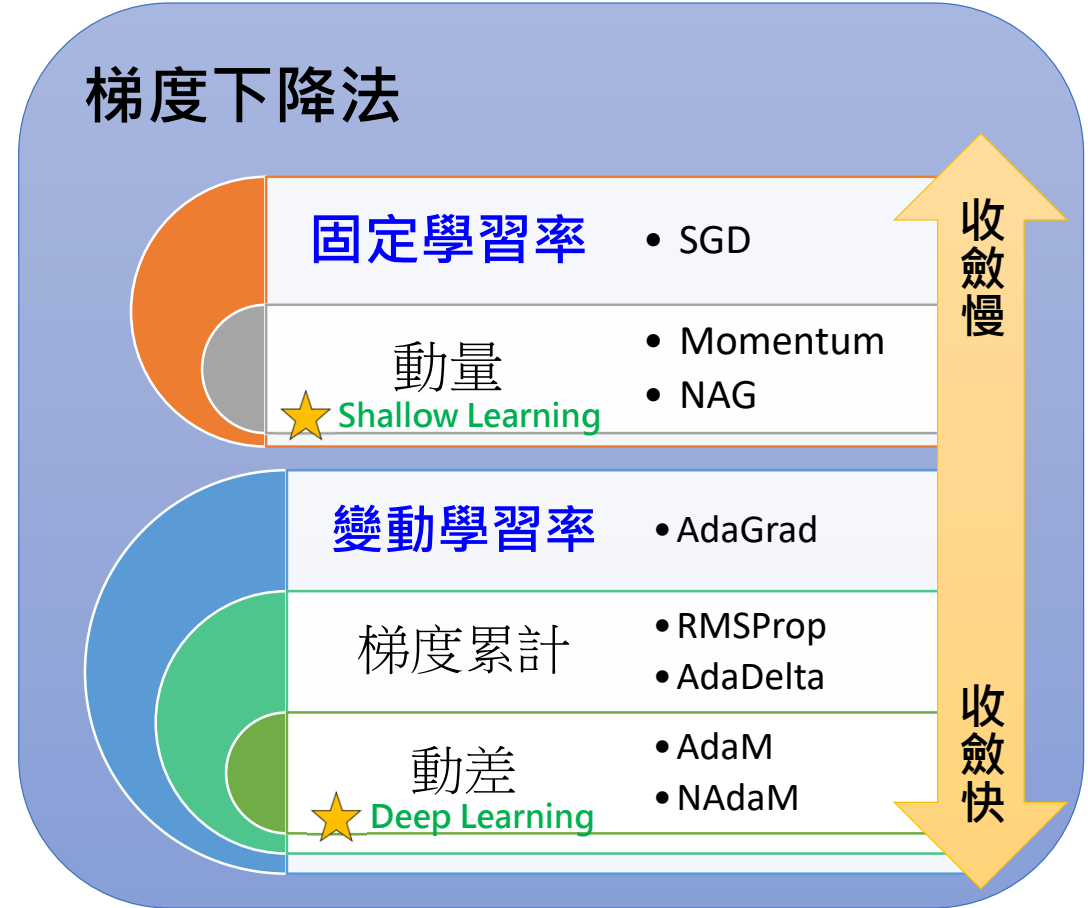 梯度下降法
固定學習率
• SGD
動量
Shallow Learning
• Momentum
• NAG
變動學習率
• AdaGrad
梯度累計
• RMSProp
• AdaDelta
動差
Deep Learning
• AdaM
• NAdaM
收斂慢
收斂快